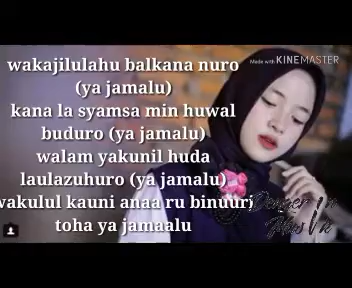 Made with KINEMASTER
wakajilulahu balkana nuro
(ya jamalu)
kana la syamsa min huwal
buduro (ya jamalu)
walam yakunil huda
laulazuhuro (ya jamalu)
wakulul kauni anaa ru binuuri
toha ya jamaalu